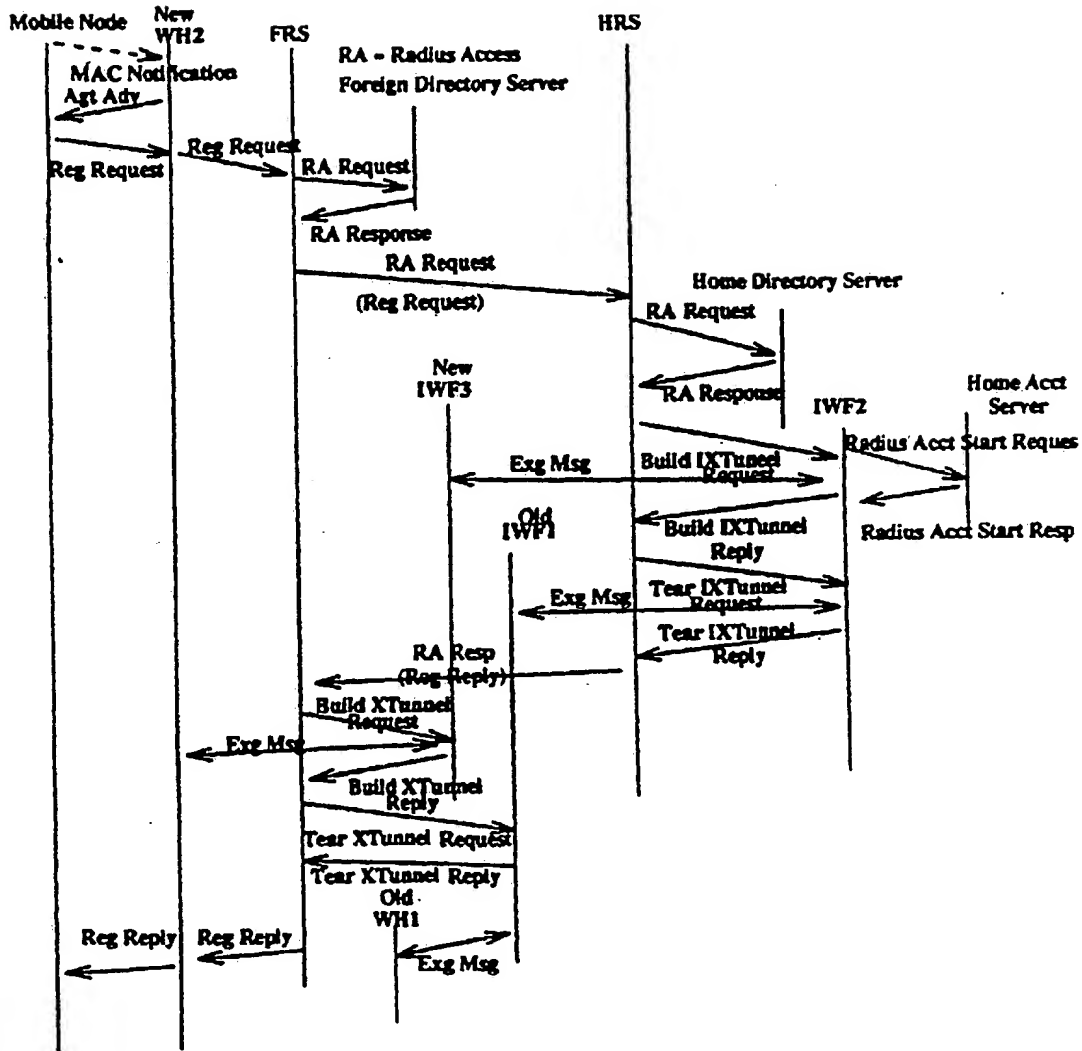 Mobile Node
New
WH2
FRS
HRS
RA - Radius Access
Foreign Directory Server
MAC Notification
Agt Adv
Reg Request
Reg Request
RA Request
RA Response
RA Request
(Reg Request)
Home Directory Server
RA Request
RA Response
New
IWF3
IWF2
Home Acct
Server
Radius Acct Start Reques
Exg Msg
Build IXTunnel
Request
Old
IWF1
Build IXTunnel
Reply
Radius Acct Start Resp
Exg Msg
Tear IXTunnel
Request
Tear IXTunnel
Reply
RA Resp
(Reg Reply)
Build XTunnel
Request
Exg Msg
Build XTunnel
Reply
Tear XTunnel Request
Tear XTunnel Reply
Old
WH1
Reg Reply
Reg Reply
Exg Msg